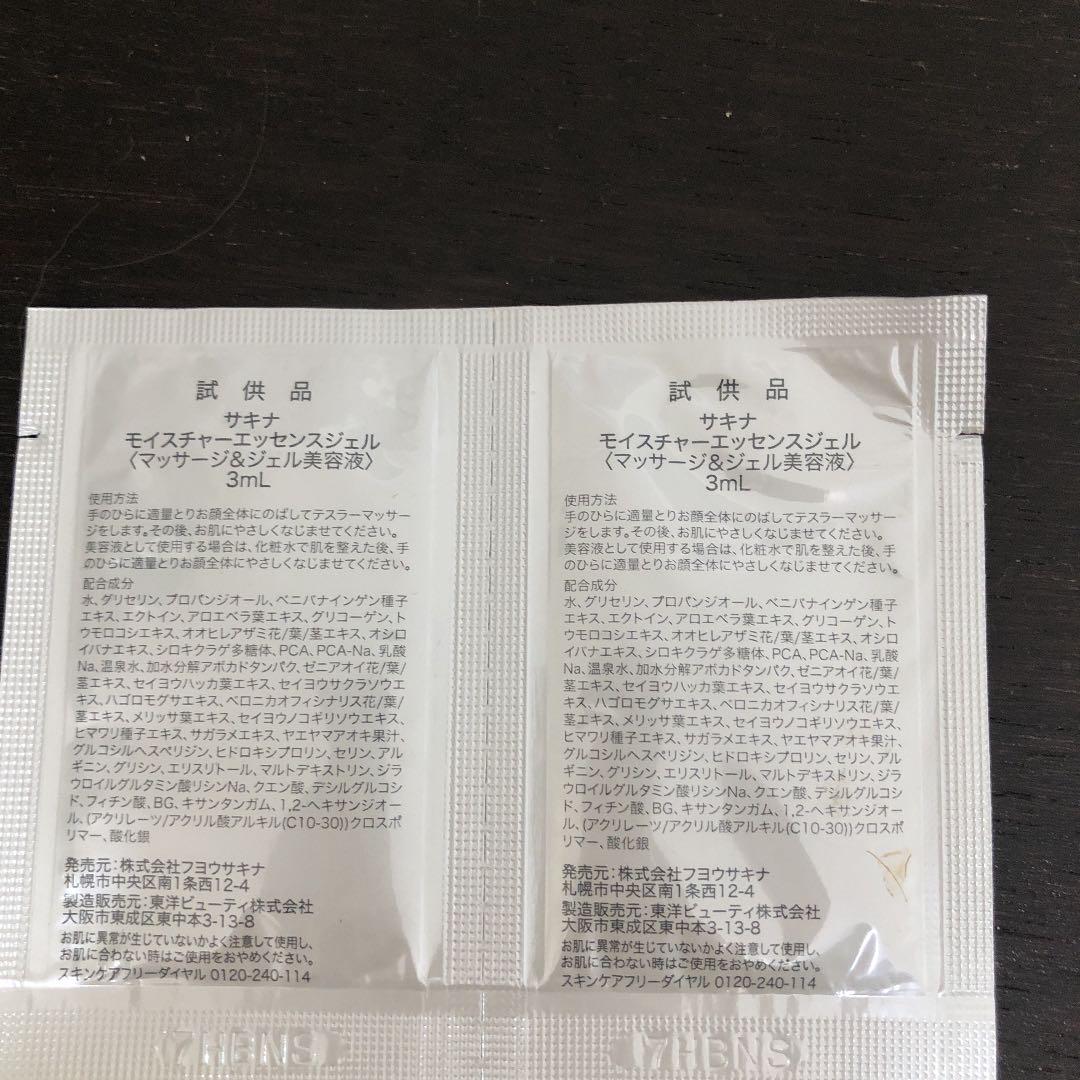 試供品
サキナ
モイスチャーエッセンスジェル
〈マッサージ&ジェル美容液〉
3mL
使用方法
手のひらに適量とりお顔全体にのばしてテスラーマッサー
ジをします。その後、お肌にやさしくなじませてください。
美容液として使用する場合は、化粧水で肌を整えた後、手
のひらに適量とりお顔全体にやさしくなじませてください。
配合成分
水、グリセリン、プロパンジオール、ベニバナインゲン種子
エキス、エクトイン、アロエベラ葉エキス、グリコーゲン、ト
ウモロコシエキス、オオヒレアザミ花/葉/茎エキス、オシロ
イバナエキス、シロキクラゲ多糖体、PCA、PCA-Na、乳酸
Na、温泉水、加水分解アボカドタンパク、ゼニアオイ花/葉/
茎エキス、セイヨウハッカ葉エキス、セイヨウサクラソウエ
キス、ハゴロモグサエキス、ベロニカオフィシナリス花/葉/
茎エキス、メリッサ葉エキス、セイヨウノコギリソウエキス、
ヒマワリ種子エキス、サガラメエキス、ヤエヤマアオキ果汁、
グルコシルヘスペリジン、ヒドロキシプロリン、セリン、アル
ギニン、グリシン、エリスリトール、マルトデキストリン、ジラ
ウロイルグルタミン酸リシンNa、クエン酸、デシルグルコシ
ド、フィチン酸、BG、キサンタンガム、1,2-ヘキサンジオー
ル、(アクリレーツ/アクリル酸アルキル(C10-30))クロスポ
リマー、酸化銀
発売元：株式会社フヨウサキナ
札幌市中央区南1条西12-4
製造販売元：東洋ビューティ株式会社
大阪市東成区東中本3-13-8
お肌に異常が生じていないかよく注意して使用し、
お肌に合わない時はご使用をおやめください。
スキンケアフリーダイヤル 0120-240-114
7HBNS
試供品
サキナ
モイスチャーエッセンスジェル
〈マッサージ&ジェル美容液〉
3mL
使用方法
手のひらに適量とりお顔全体にのばしてテスラーマッサー
ジをします。その後、お肌にやさしくなじませてください。
美容液として使用する場合は、化粧水で肌を整えた後、手
のひらに適量とりお顔全体にやさしくなじませてください。
配合成分
水、グリセリン、プロパンジオール、ベニバナインゲン種子
エキス、エクトイン、アロエベラ葉エキス、グリコーゲン、ト
ウモロコシエキス、オオヒレアザミ花/葉/茎エキス、オシロ
イバナエキス、シロキクラゲ多糖体、PCA、PCA-Na、乳酸
Na、温泉水、加水分解アボカドタンパク、ゼニアオイ花/葉/
茎エキス、セイヨウハッカ葉エキス、セイヨウサクラソウエ
キス、ハゴロモグサエキス、ベロニカオフィシナリス花/葉/
茎エキス、メリッサ葉エキス、セイヨウノコギリソウエキス、
ヒマワリ種子エキス、サガラメエキス、ヤエヤマアオキ果汁、
グルコシルヘスペリジン、ヒドロキシプロリン、セリン、アル
ギニン、グリシン、エリスリトール、マルトデキストリン、ジラ
ウロイルグルタミン酸リシンNa、クエン酸、デシルグルコシ
ド、フィチン酸、BG、キサンタンガム、1,2-ヘキサンジオー
ル、(アクリレーツ/アクリル酸アルキル(C10-30))クロスポ
リマー、酸化銀
発売元：株式会社フヨウサキナ
札幌市中央区南1条西12-4
製造販売元：東洋ビューティ株式会社
大阪市東成区東中本3-13-8
お肌に異常が生じていないかよく注意して使用し、
お肌に合わない時はご使用をおやめください。
スキンケアフリーダイヤル 0120-240-114
7HBNS